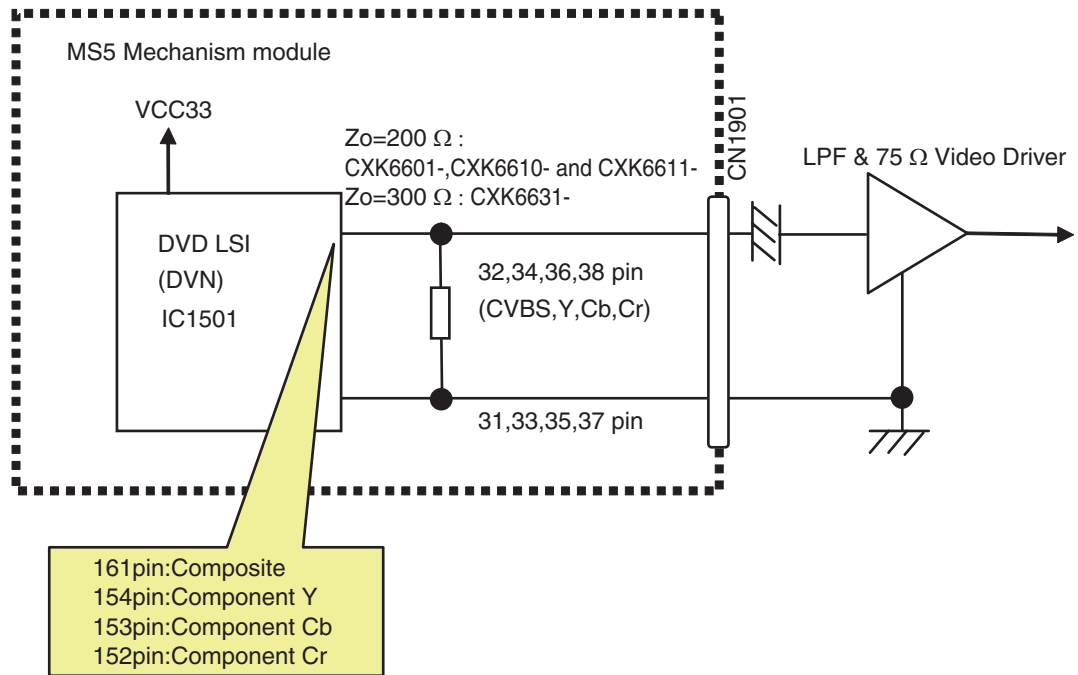 MS5 Mechanism module
VCC33
Zo=200 Ω :
CXK6601-,CXK6610- and CXK6611-
Zo=300 Ω : CXK6631-
CN1901
LPF & 75 Ω Video Driver
DVD LSI
(DVN)
IC1501
32,34,36,38 pin
(CVBS,Y,Cb,Cr)
31,33,35,37 pin
161pin:Composite
154pin:Component Y
153pin:Component Cb
152pin:Component Cr